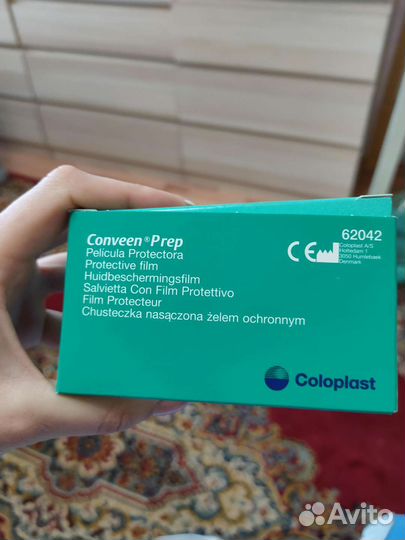 Conveen® Prep
Película Protectora
Protective film
Huidbeschermingsfilm
Salvietta Con Film Protettivo
Film Protecteur
Chusteczka nasączona żelem ochronnym
62042
CE
Coloplast A/S
Holtedam 1
3050 Humlebaek
Denmark
Coloplast
Avito